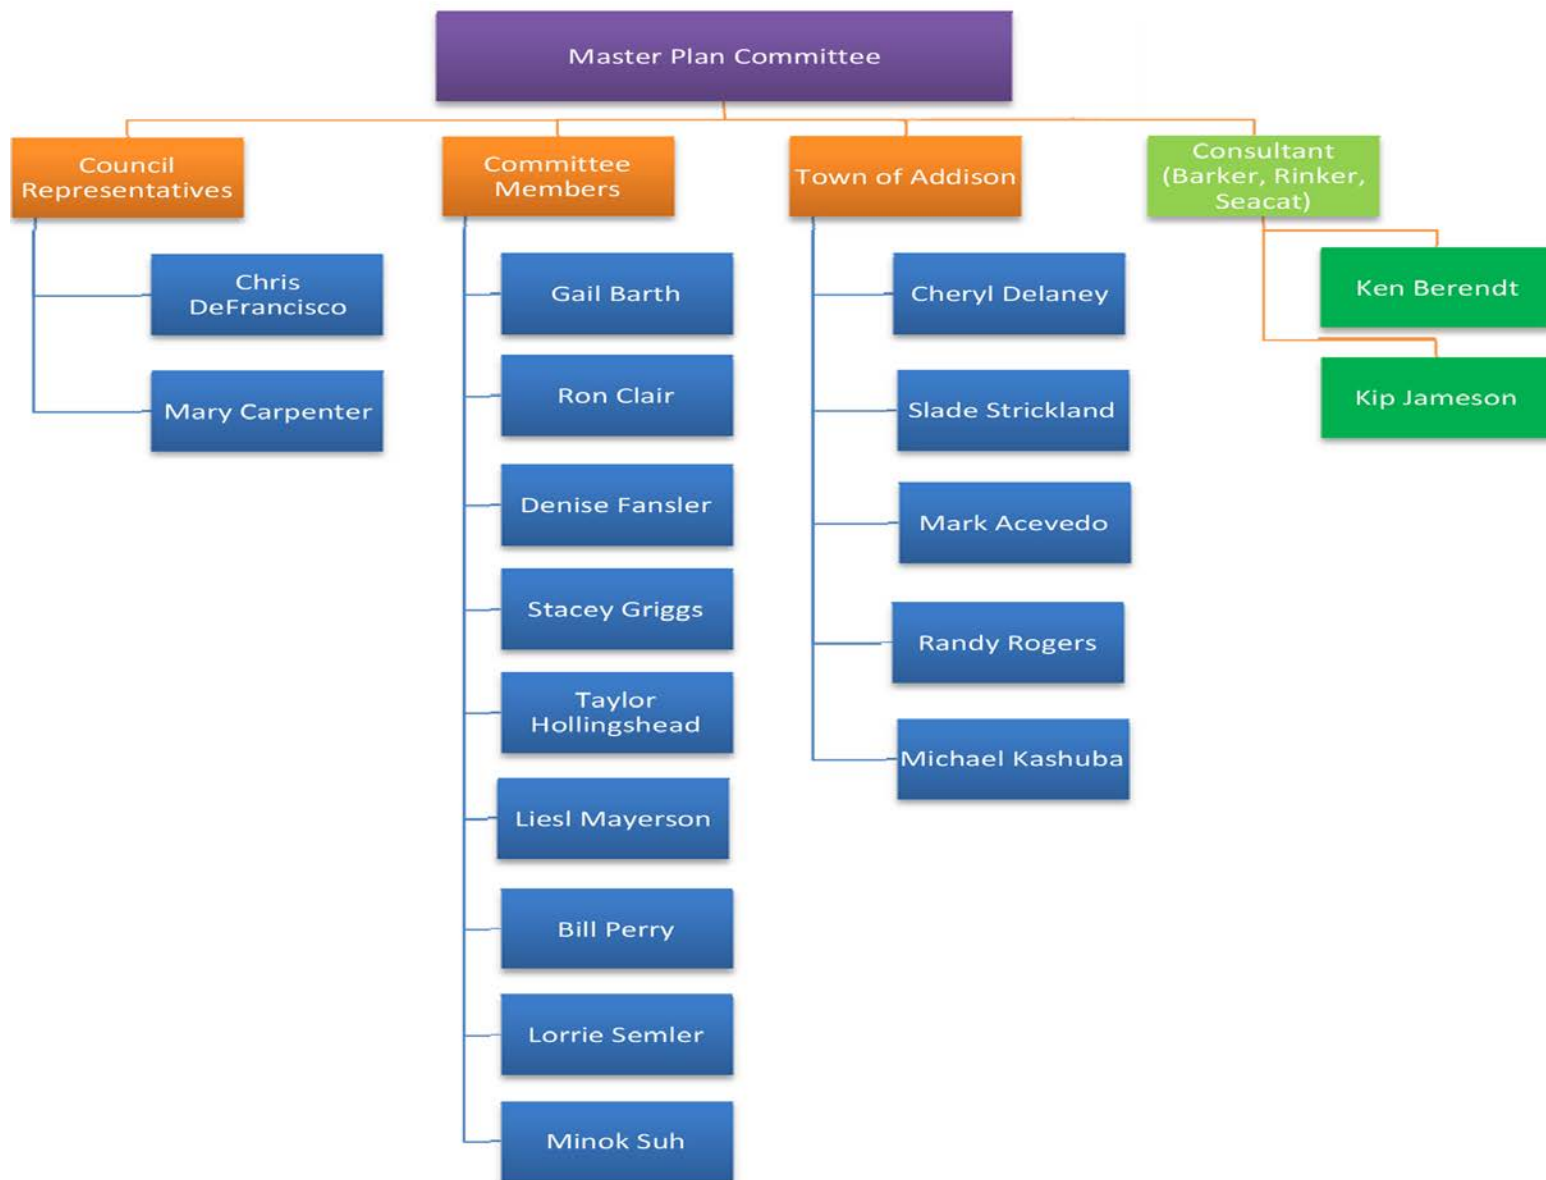 Master Plan Committee
Council
Representatives
Chris
DeFrancisco
Mary Carpenter
Committee
Members
Gail Barth
Ron Clair
Denise Fansler
Stacey Griggs
Taylor
Hollingshead
Liesl Mayerson
Bill Perry
Lorrie Semler
Minok Suh
Town of Addison
Cheryl Delaney
Slade Strickland
Mark Acevedo
Randy Rogers
Michael Kashuba
Consultant
(Barker, Rinker,
Seacat)
Ken Berendt
Kip Jameson